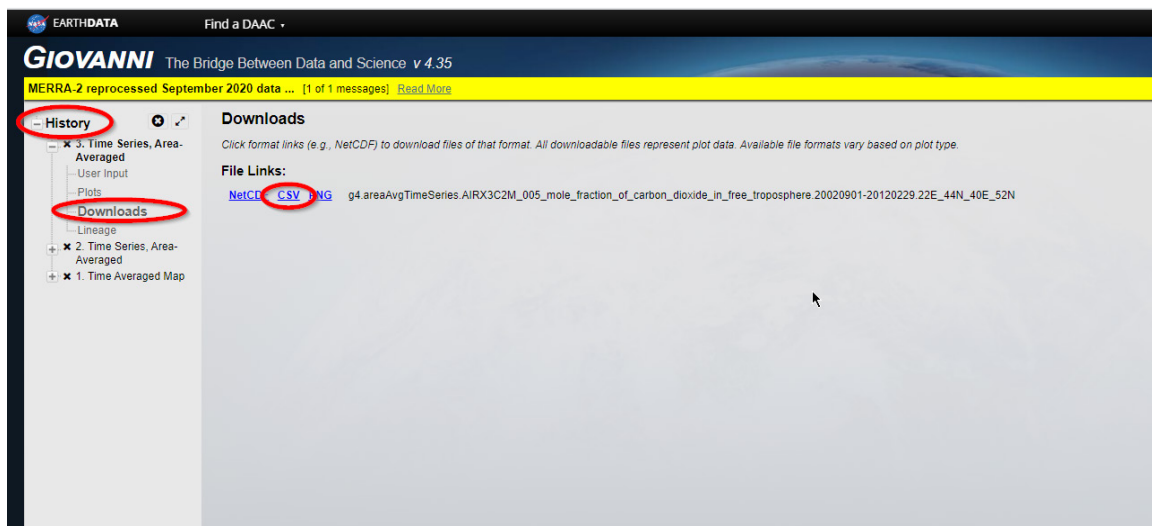 EARTHDATA Find a DAAC
GIOVANNI The Bridge Between Data and Science v 4.35
MERRA-2 reprocessed September 2020 data ... [1 of 1 messages] Read More
History
3. Time Series, Area-
Averaged
User Input
Plots
Downloads
Lineage
2. Time Series, Area-
Averaged
1. Time Averaged Map
Downloads
Click format links (e.g., NetCDF) to download files of that format. All downloadable files represent plot data. Available file formats vary based on plot type.
File Links:
NetCDF CSV PNG g4.areaAvgTimeSeries.AIRX3C2M_005_mole_fraction_of_carbon_dioxide_in_free_troposphere.20020901-20120229.22E_44N_40E_52N